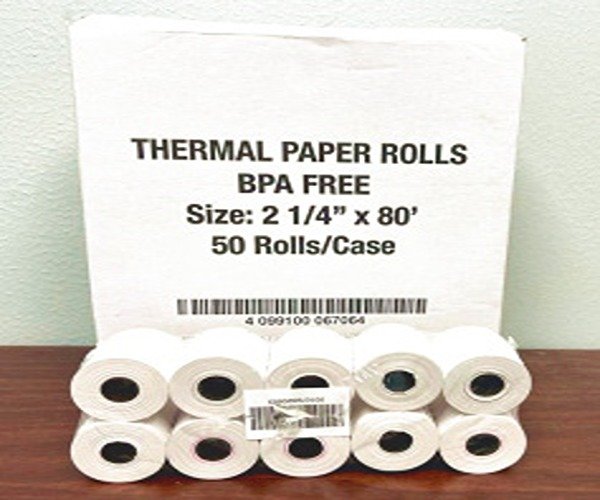 THERMAL PAPER ROLLS
BPA FREE
Size: 2 1/4” x 80’
50 Rolls/Case
4 099100 067064